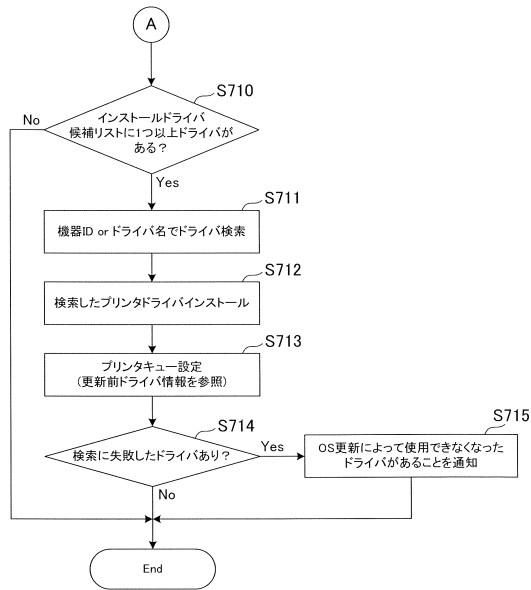 A
S710
No
インストールドライバ
候補リストに1つ以上ドライバが
ある?
Yes
S711
機器ID or ドライバ名でドライバ検索
S712
検索したプリンタドライバインストール
S713
プリンタキュー設定
(更新前ドライバ情報を参照)
S714
検索に失敗したドライバあり?
Yes
S715
OS更新によって使用できなくなった
ドライバがあることを通知
No
End